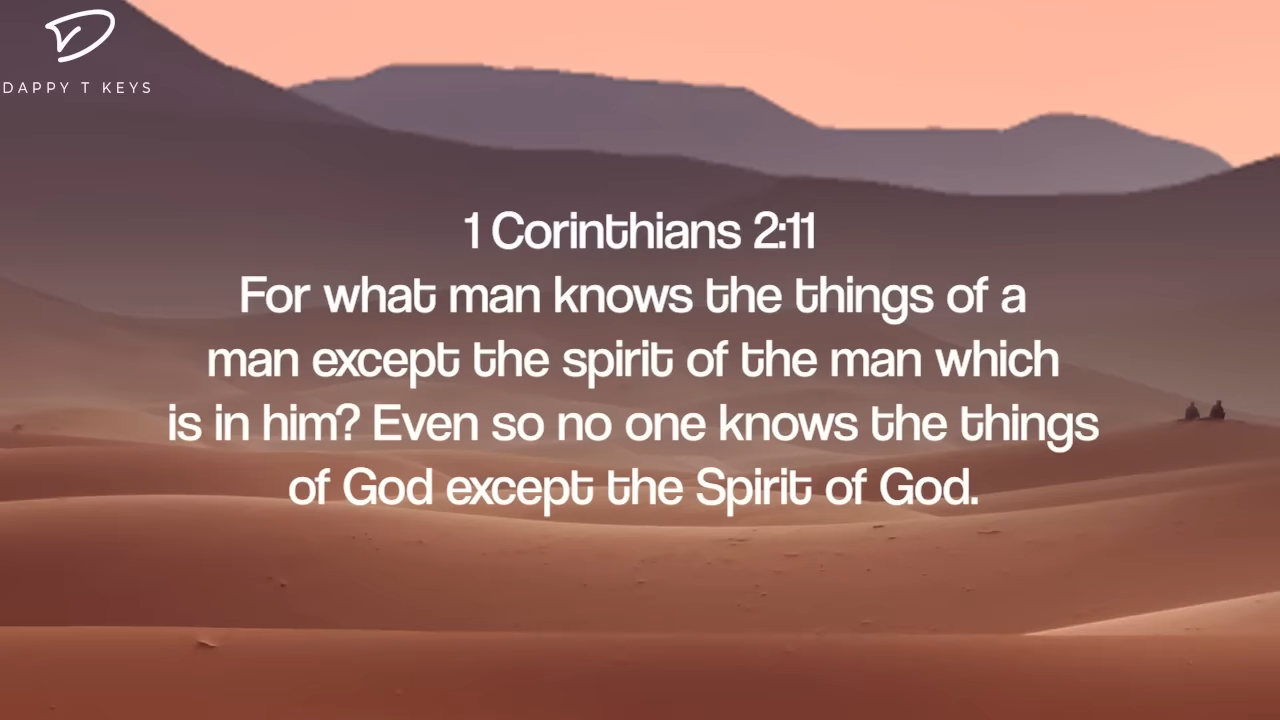 DAPPY T KEYS
1 Corinthians 2:11
For what man knows the things of a
man except the spirit of the man which
is in him? Even so no one knows the things
of God except the Spirit of God.